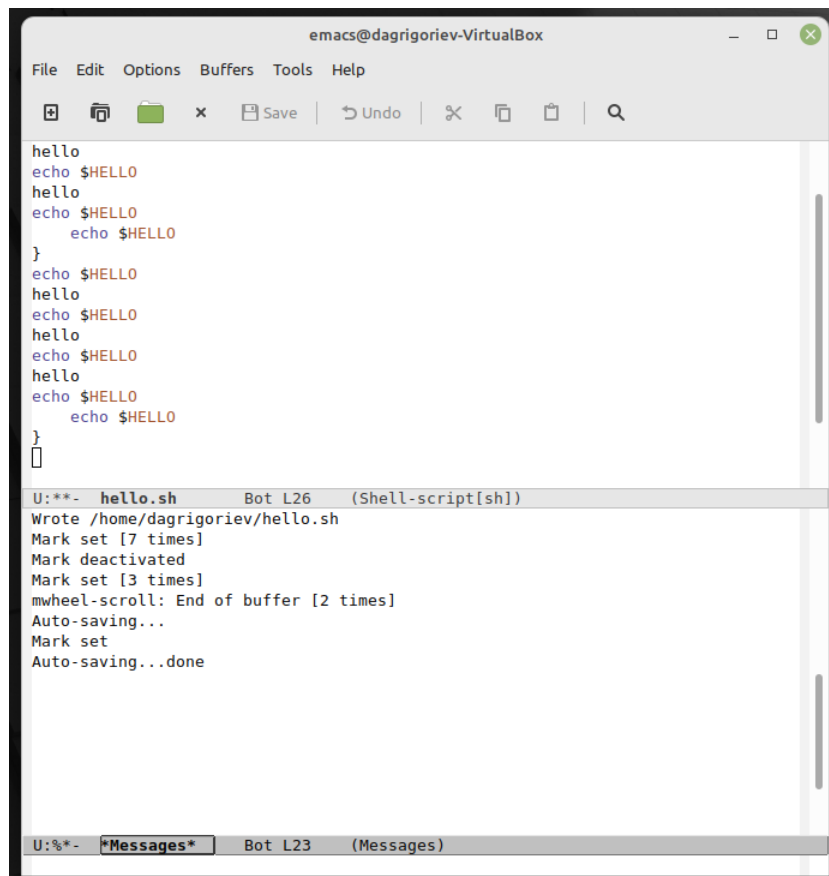 emacs@dagrigoriev-VirtualBox
File Edit Options Buffers Tools Help
Save Undo
hello
echo $HELLO
hello
echo $HELLO
    echo $HELLO
}
echo $HELLO
hello
echo $HELLO
hello
echo $HELLO
hello
echo $HELLO
    echo $HELLO
}
U:**-  hello.sh       Bot L26    (Shell-script[sh])
Wrote /home/dagrigoriev/hello.sh
Mark set [7 times]
Mark deactivated
Mark set [3 times]
mwheel-scroll: End of buffer [2 times]
Auto-saving...
Mark set
Auto-saving...done
U:%*-  *Messages*     Bot L23    (Messages)